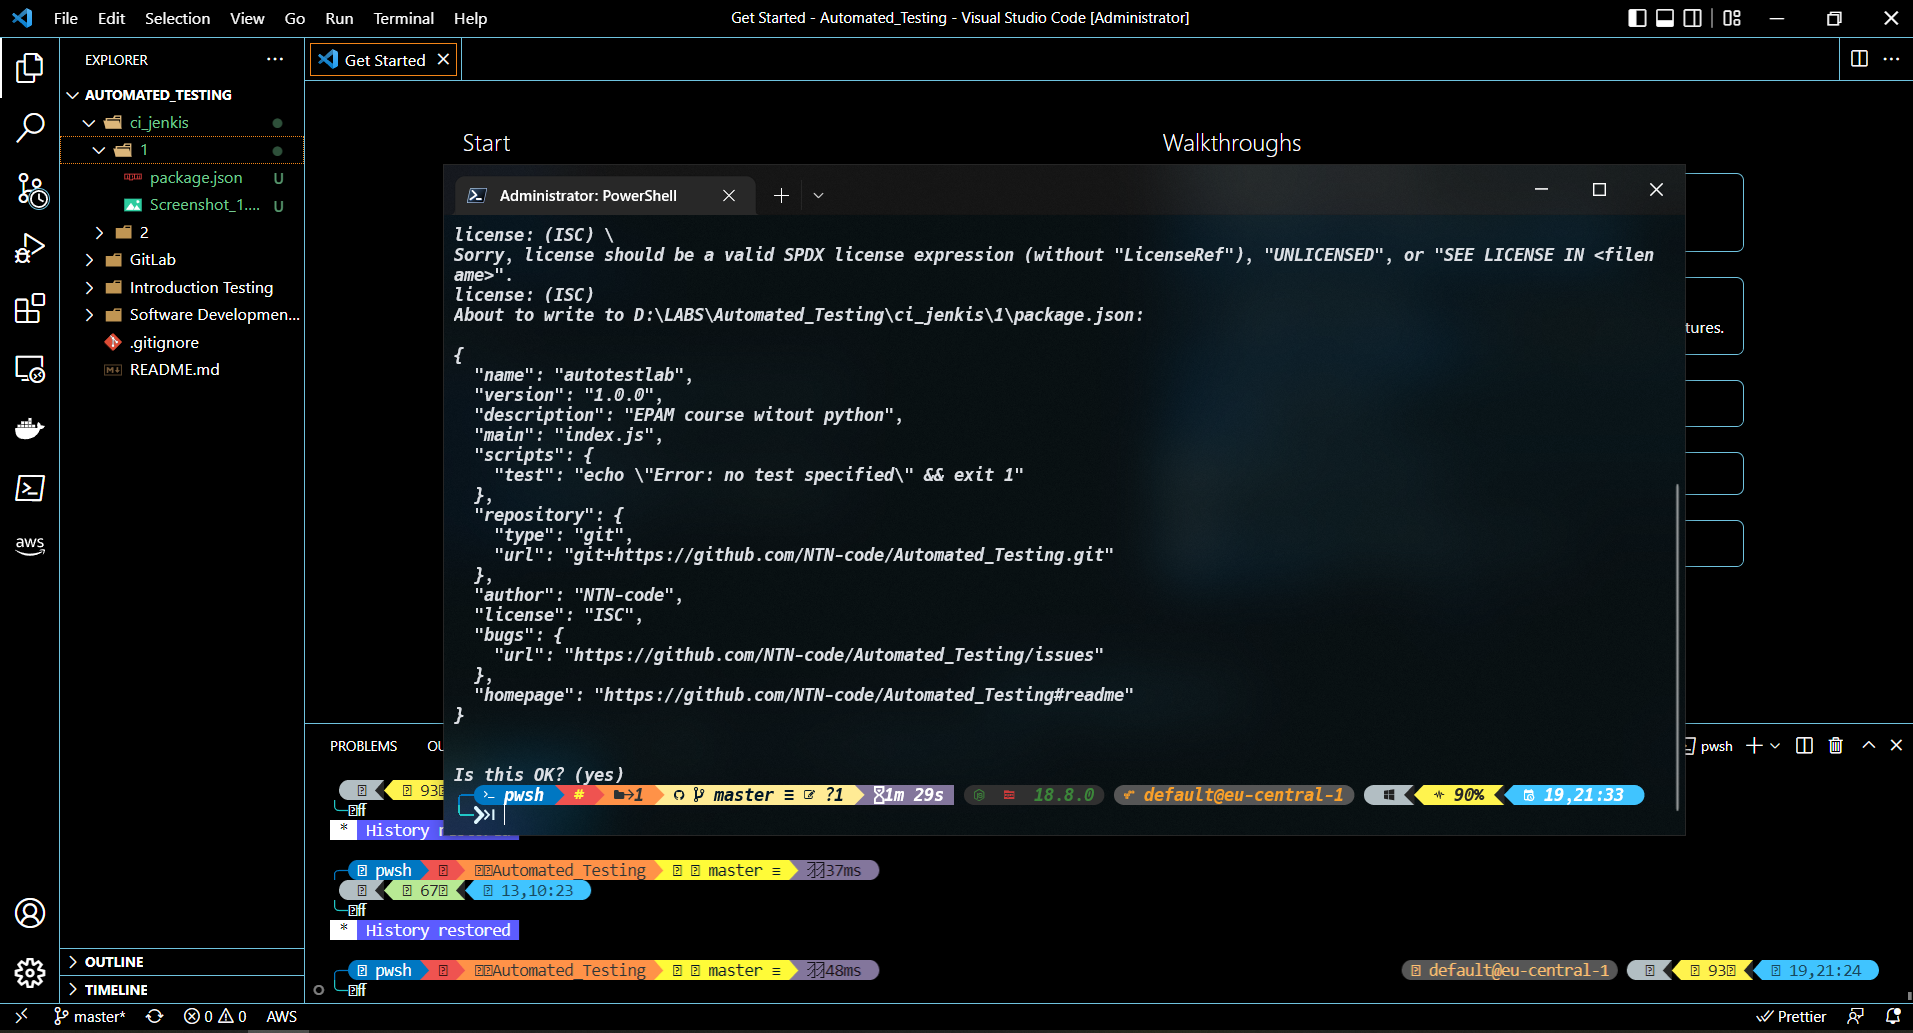 File Edit Selection View Go Run Terminal Help
Get Started - Automated_Testing - Visual Studio Code [Administrator]
EXPLORER
Get Started
AUTOMATED_TESTING
ci_jenkis
1
package.json U
Screenshot_1.... U
2
GitLab
Introduction Testing
Software Developmen...
.gitignore
README.md
aws
OUTLINE
TIMELINE
Start
Walkthroughs
tures.
Administrator: PowerShell
license: (ISC) \
Sorry, license should be a valid SPDX license expression (without "LicenseRef"), "UNLICENSED", or "SEE LICENSE IN <filen
ame>".
license: (ISC)
About to write to D:\LABS\Automated_Testing\ci_jenkis\1\package.json:
{
"name": "autotestlab",
"version": "1.0.0",
"description": "EPAM course witout python",
"main": "index.js",
"scripts": {
"test": "echo \"Error: no test specified\" && exit 1"
},
"repository": {
"type": "git",
"url": "git+https://github.com/NTN-code/Automated_Testing.git"
},
"author": "NTN-code",
"license": "ISC",
"bugs": {
"url": "https://github.com/NTN-code/Automated_Testing/issues"
},
"homepage": "https://github.com/NTN-code/Automated_Testing#readme"
}
Is this OK? (yes)
pwsh # 1 master ≡ ?1 1m 29s 18.8.0 default@eu-central-1 90% 19,21:33
PROBLEMS OU
pwsh
93
ff
* History restored
pwsh Automated_Testing master ≡ 37ms
67 13,10:23
ff
* History restored
pwsh Automated_Testing master ≡ 48ms default@eu-central-1 93 19,21:24
ff
master* 0 0 AWS
Prettier